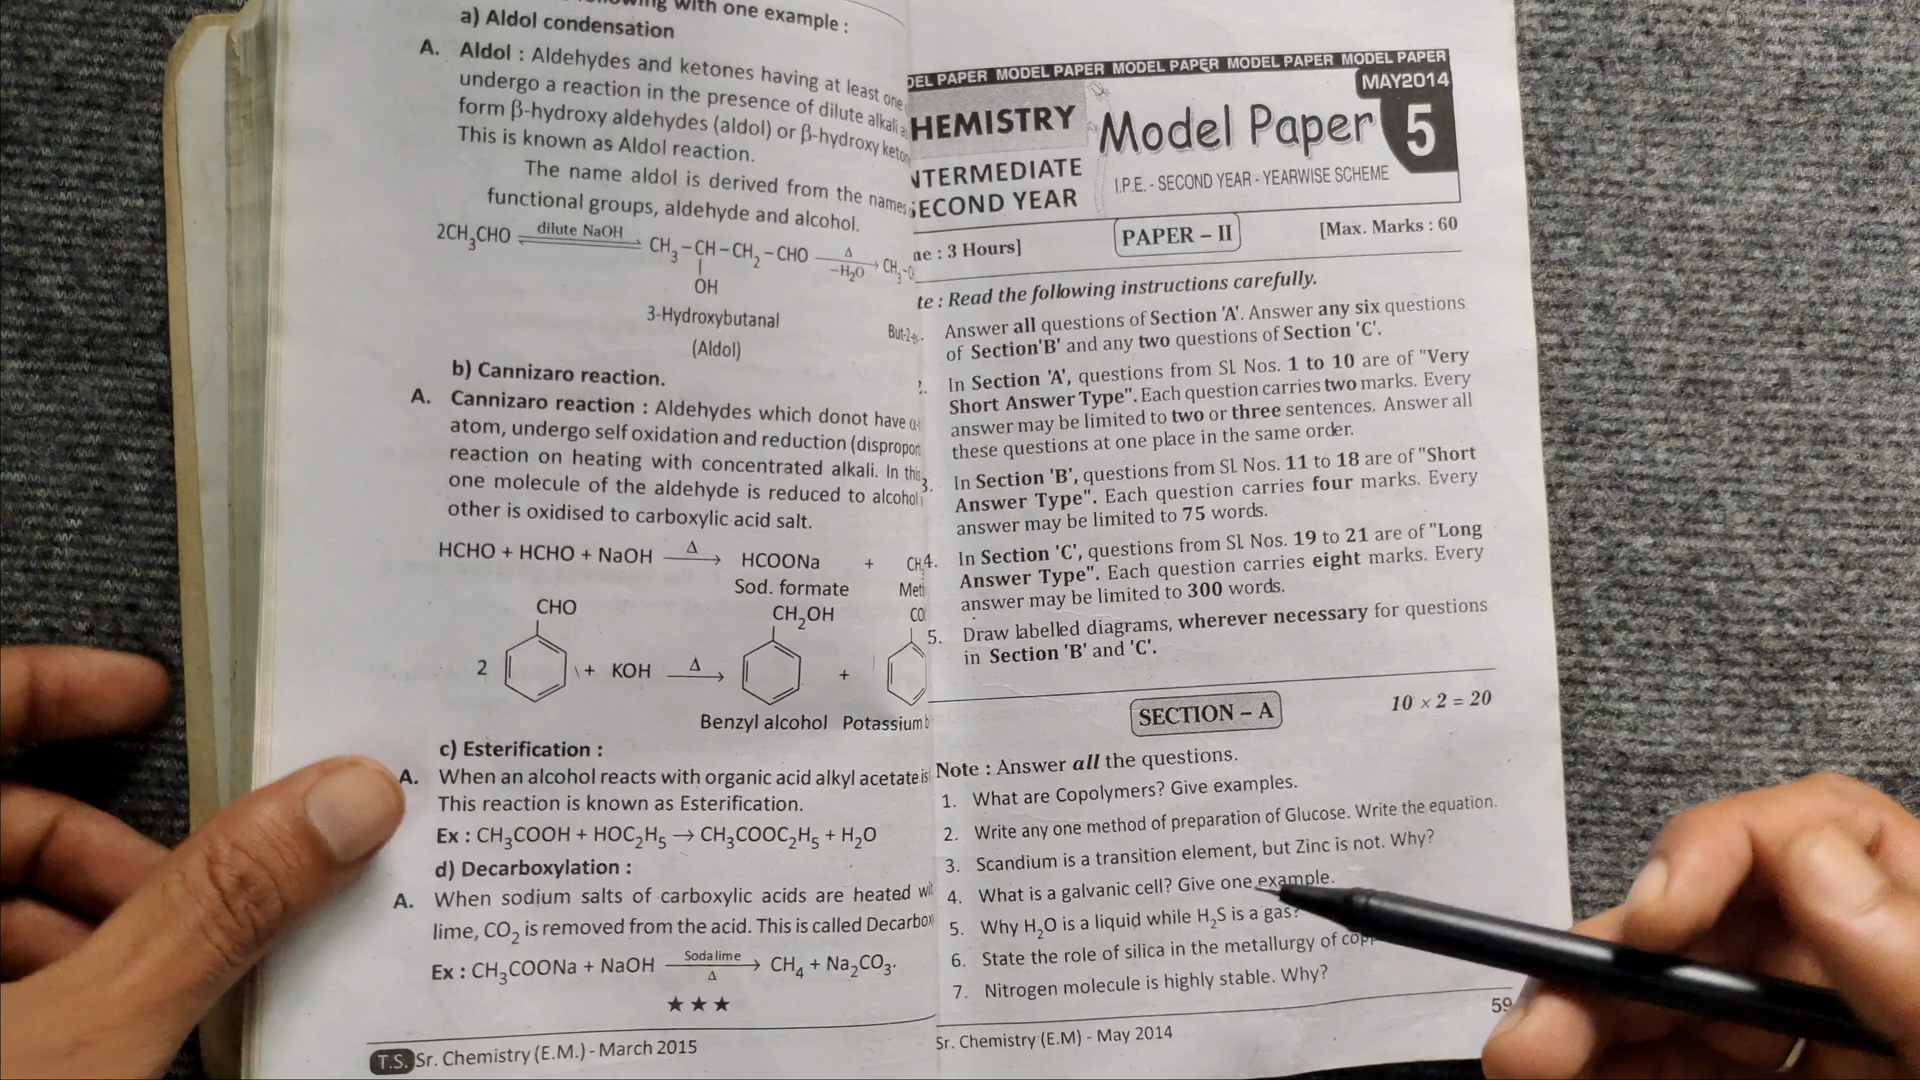 with one example :
a) Aldol condensation
A. Aldol : Aldehydes and ketones having at least one
undergo a reaction in the presence of dilute alkali
form β-hydroxy aldehydes (aldol) or β-hydroxy
This is known as Aldol reaction.
The name aldol is derived from the names
functional groups, aldehyde and alcohol.
2CH₃CHO dilute NaOH CH₃ – CH – CH₂ – CHO Δ –H₂O → CH₃
OH
3-Hydroxybutanal
(Aldol)
b) Cannizaro reaction.
A. Cannizaro reaction : Aldehydes which donot have
atom, undergo self oxidation and reduction
reaction on heating with concentrated alkali. In
one molecule of the aldehyde is reduced to alcohol
other is oxidised to carboxylic acid salt.
HCHO + HCHO + NaOH Δ → HCOONa +
Sod. formate
CHO CH₂OH
2 + KOH Δ → +
Benzyl alcohol Potassium
c) Esterification :
A. When an alcohol reacts with organic acid alkyl acetate
This reaction is known as Esterification.
Ex : CH₃COOH + HOC₂H₅ → CH₃COOC₂H₅ + H₂O
d) Decarboxylation :
A. When sodium salts of carboxylic acids are heated
lime, CO₂ is removed from the acid. This is called
Ex : CH₃COONa + NaOH Sodalime Δ → CH₄ + Na₂CO₃.
★ ★ ★
T.S. Sr. Chemistry (E.M.) - March 2015
PAPER MODEL PAPER MODEL PAPER MODEL PAPER MODEL PAPER
MAY2014
HEMISTRY Model Paper 5
NTERMEDIATE
SECOND YEAR
I.P.E. - SECOND YEAR - YEARWISE SCHEME
: 3 Hours] PAPER – II [Max. Marks : 60
: Read the following instructions carefully.
Answer all questions of Section 'A'. Answer any six questions
of Section'B' and any two questions of Section 'C'.
In Section 'A', questions from Sl. Nos. 1 to 10 are of "Very
Short Answer Type". Each question carries two marks. Every
answer may be limited to two or three sentences. Answer all
these questions at one place in the same order.
3. In Section 'B', questions from Sl. Nos. 11 to 18 are of "Short
Answer Type". Each question carries four marks. Every
answer may be limited to 75 words.
4. In Section 'C', questions from Sl. Nos. 19 to 21 are of "Long
Answer Type". Each question carries eight marks. Every
answer may be limited to 300 words.
5. Draw labelled diagrams, wherever necessary for questions
in Section 'B' and 'C'.
SECTION – A 10 × 2 = 20
Note : Answer all the questions.
1. What are Copolymers? Give examples.
2. Write any one method of preparation of Glucose. Write the equation.
3. Scandium is a transition element, but Zinc is not. Why?
4. What is a galvanic cell? Give one example.
5. Why H₂O is a liquid while H₂S is a gas?
6. State the role of silica in the metallurgy of
7. Nitrogen molecule is highly stable. Why?
59
Sr. Chemistry (E.M) - May 2014